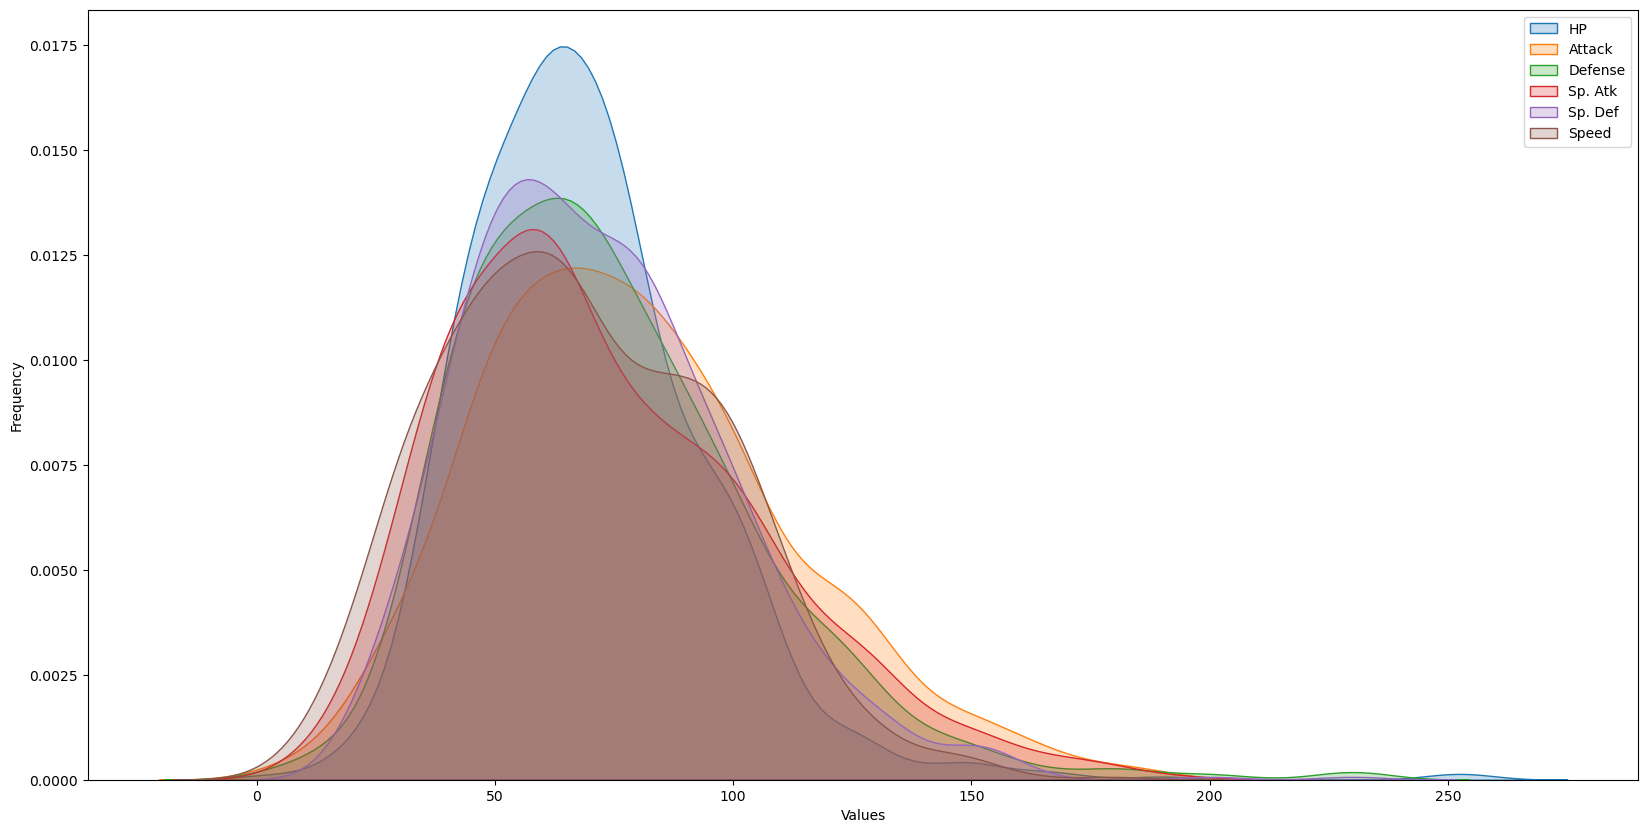 HP
Attack
Defense
Sp. Atk
Sp. Def
Speed
0.0175
0.0150
0.0125
0.0100
0.0075
0.0050
0.0025
0.0000
Frequency
0 50 100 150 200 250
Values